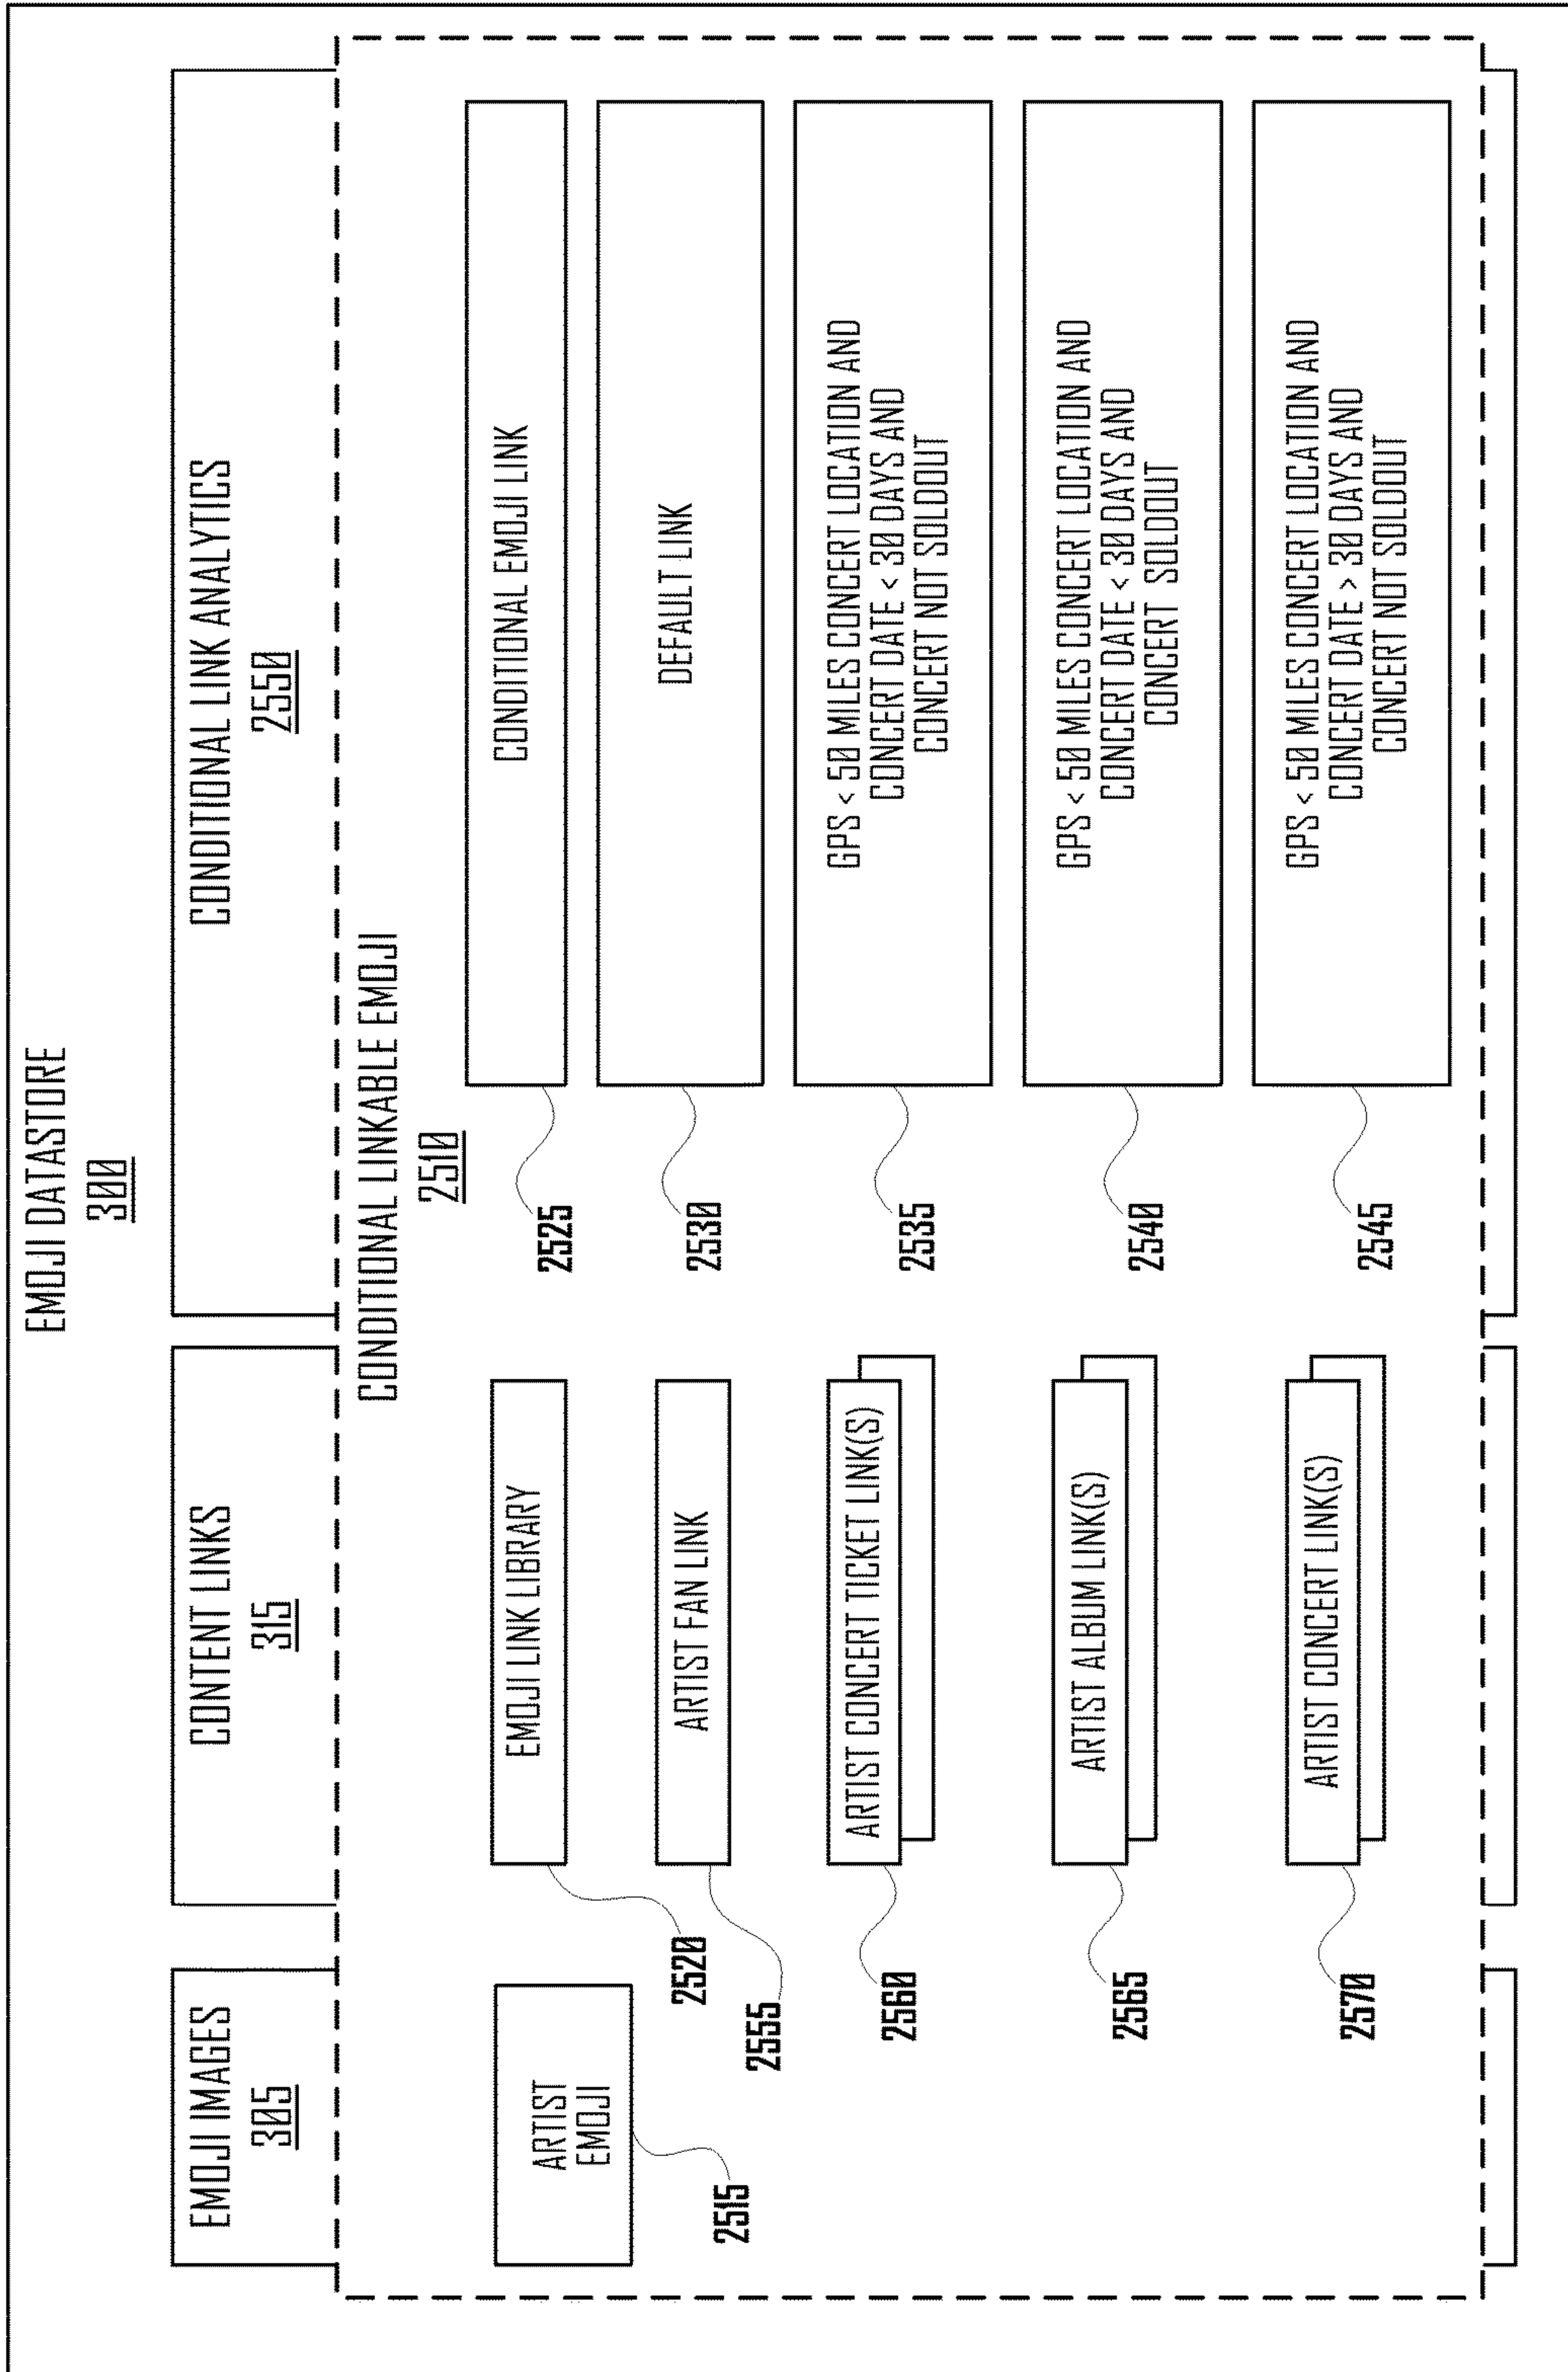 EMOJI DATASTORE
300
EMOJI IMAGES
305
CONTENT LINKS
315
CONDITIONAL LINK ANALYTICS
2550
CONDITIONAL LINKABLE EMOJI
2510
ARTIST
EMOJI
2515
EMOJI LINK LIBRARY
2520
CONDITIONAL EMOJI LINK
2525
ARTIST FAN LINK
2555
DEFAULT LINK
2530
ARTIST CONCERT TICKET LINK(S)
2560
GPS < 50 MILES CONCERT LOCATION AND
CONCERT DATE < 30 DAYS AND
CONCERT NOT SOLDOUT
2535
ARTIST ALBUM LINK(S)
2565
GPS < 50 MILES CONCERT LOCATION AND
CONCERT DATE < 30 DAYS AND
CONCERT SOLDOUT
2540
ARTIST CONCERT LINK(S)
2570
GPS < 50 MILES CONCERT LOCATION AND
CONCERT DATE > 30 DAYS AND
CONCERT NOT SOLDOUT
2545